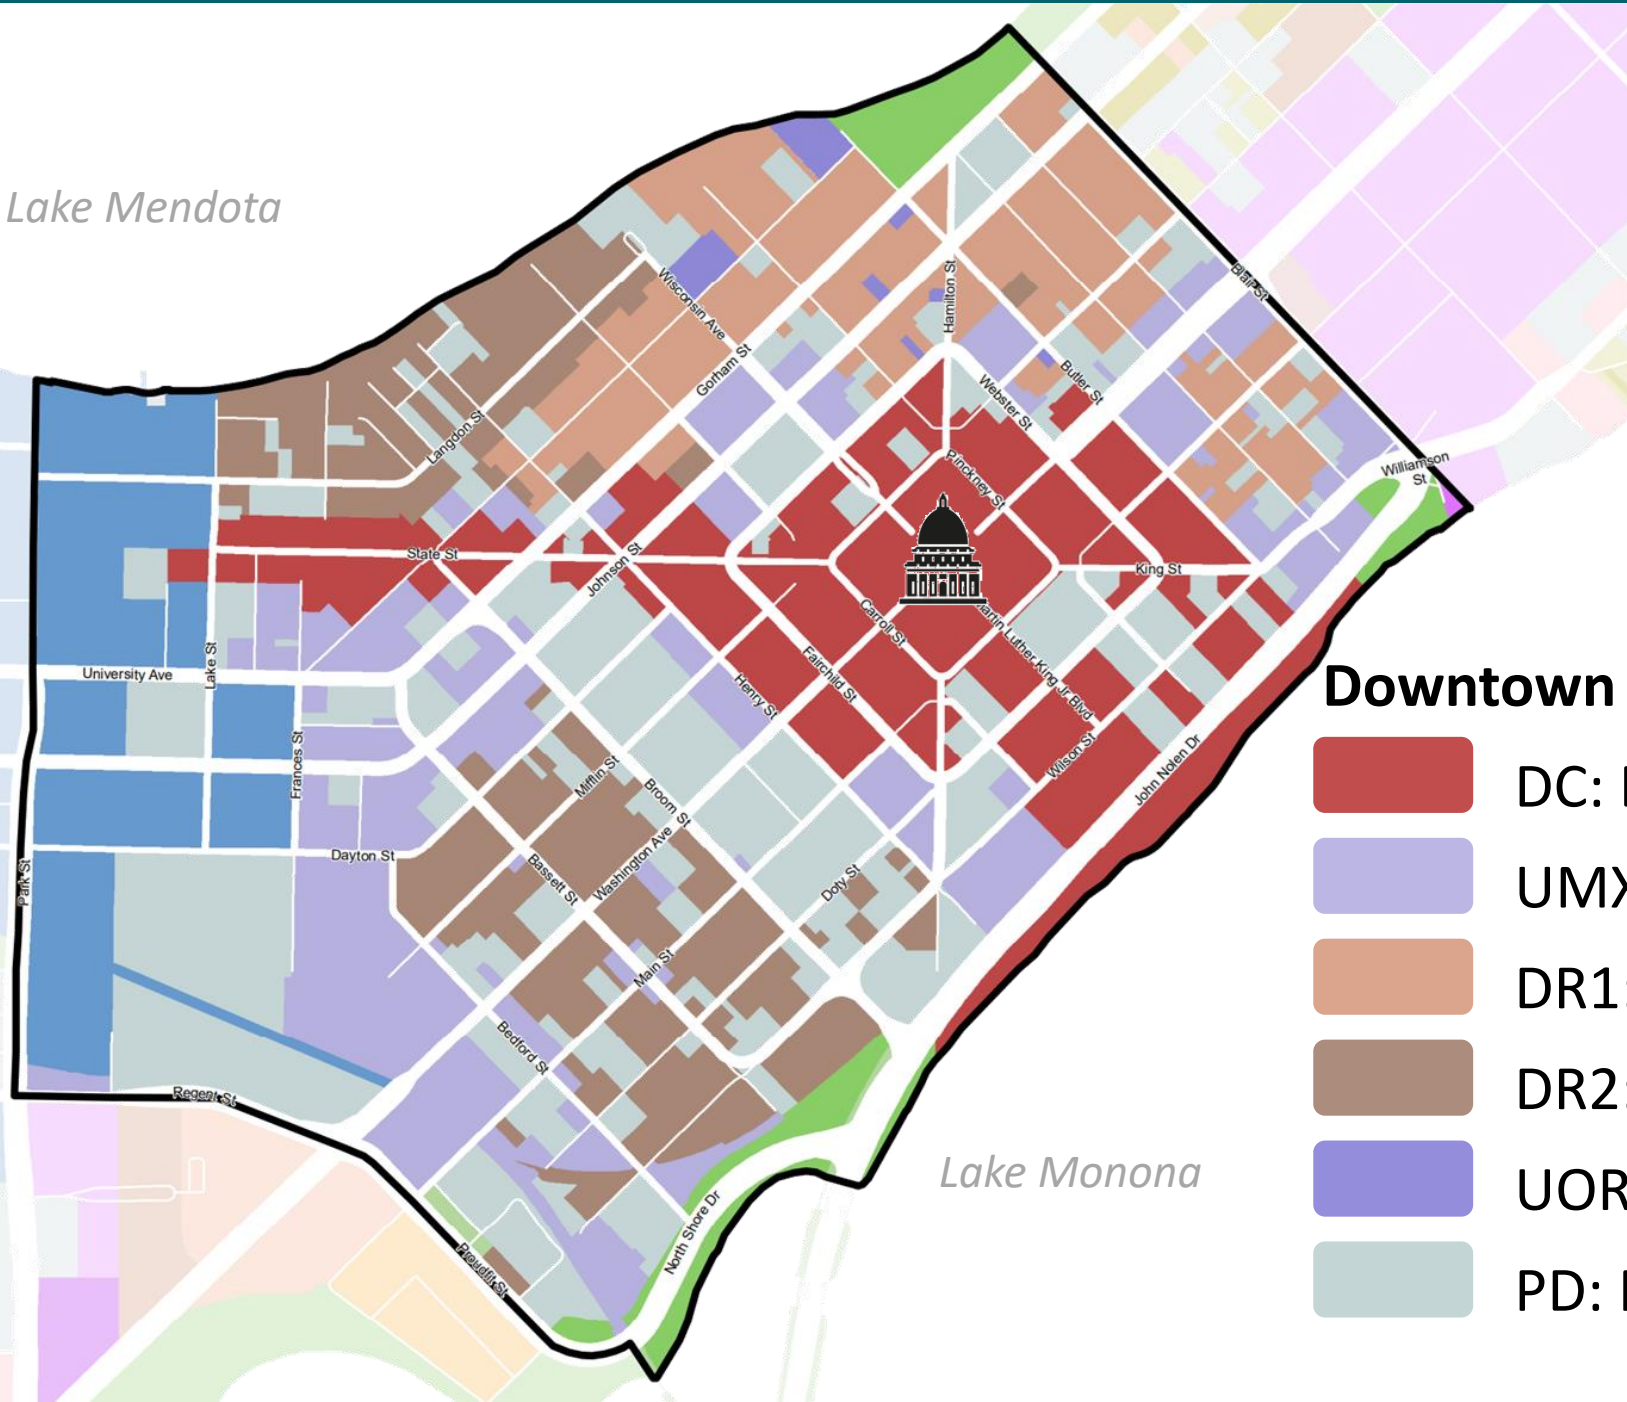 Lake Mendota
Blair St
Hamilton St
Wisconsin Ave
Gorham St
Butler St
Webster St
Langdon St
Pinckney St
Williamson
St
State St
Johnson St
King St
Carroll St
Martin Luther King Jr Blvd
University Ave
Lake St
Fairchild St
Henry St
Downtown
Frances St
Mifflin St
Broom St
Wilson St
John Nolen Dr
DC:
Park St
Dayton St
Bassett St
Washington Ave
Doty St
UMX
Main St
DR1:
Bedford St
Regent St
DR2:
Lake Monona
UOR
North Shore Dr
Proudfit St
PD: